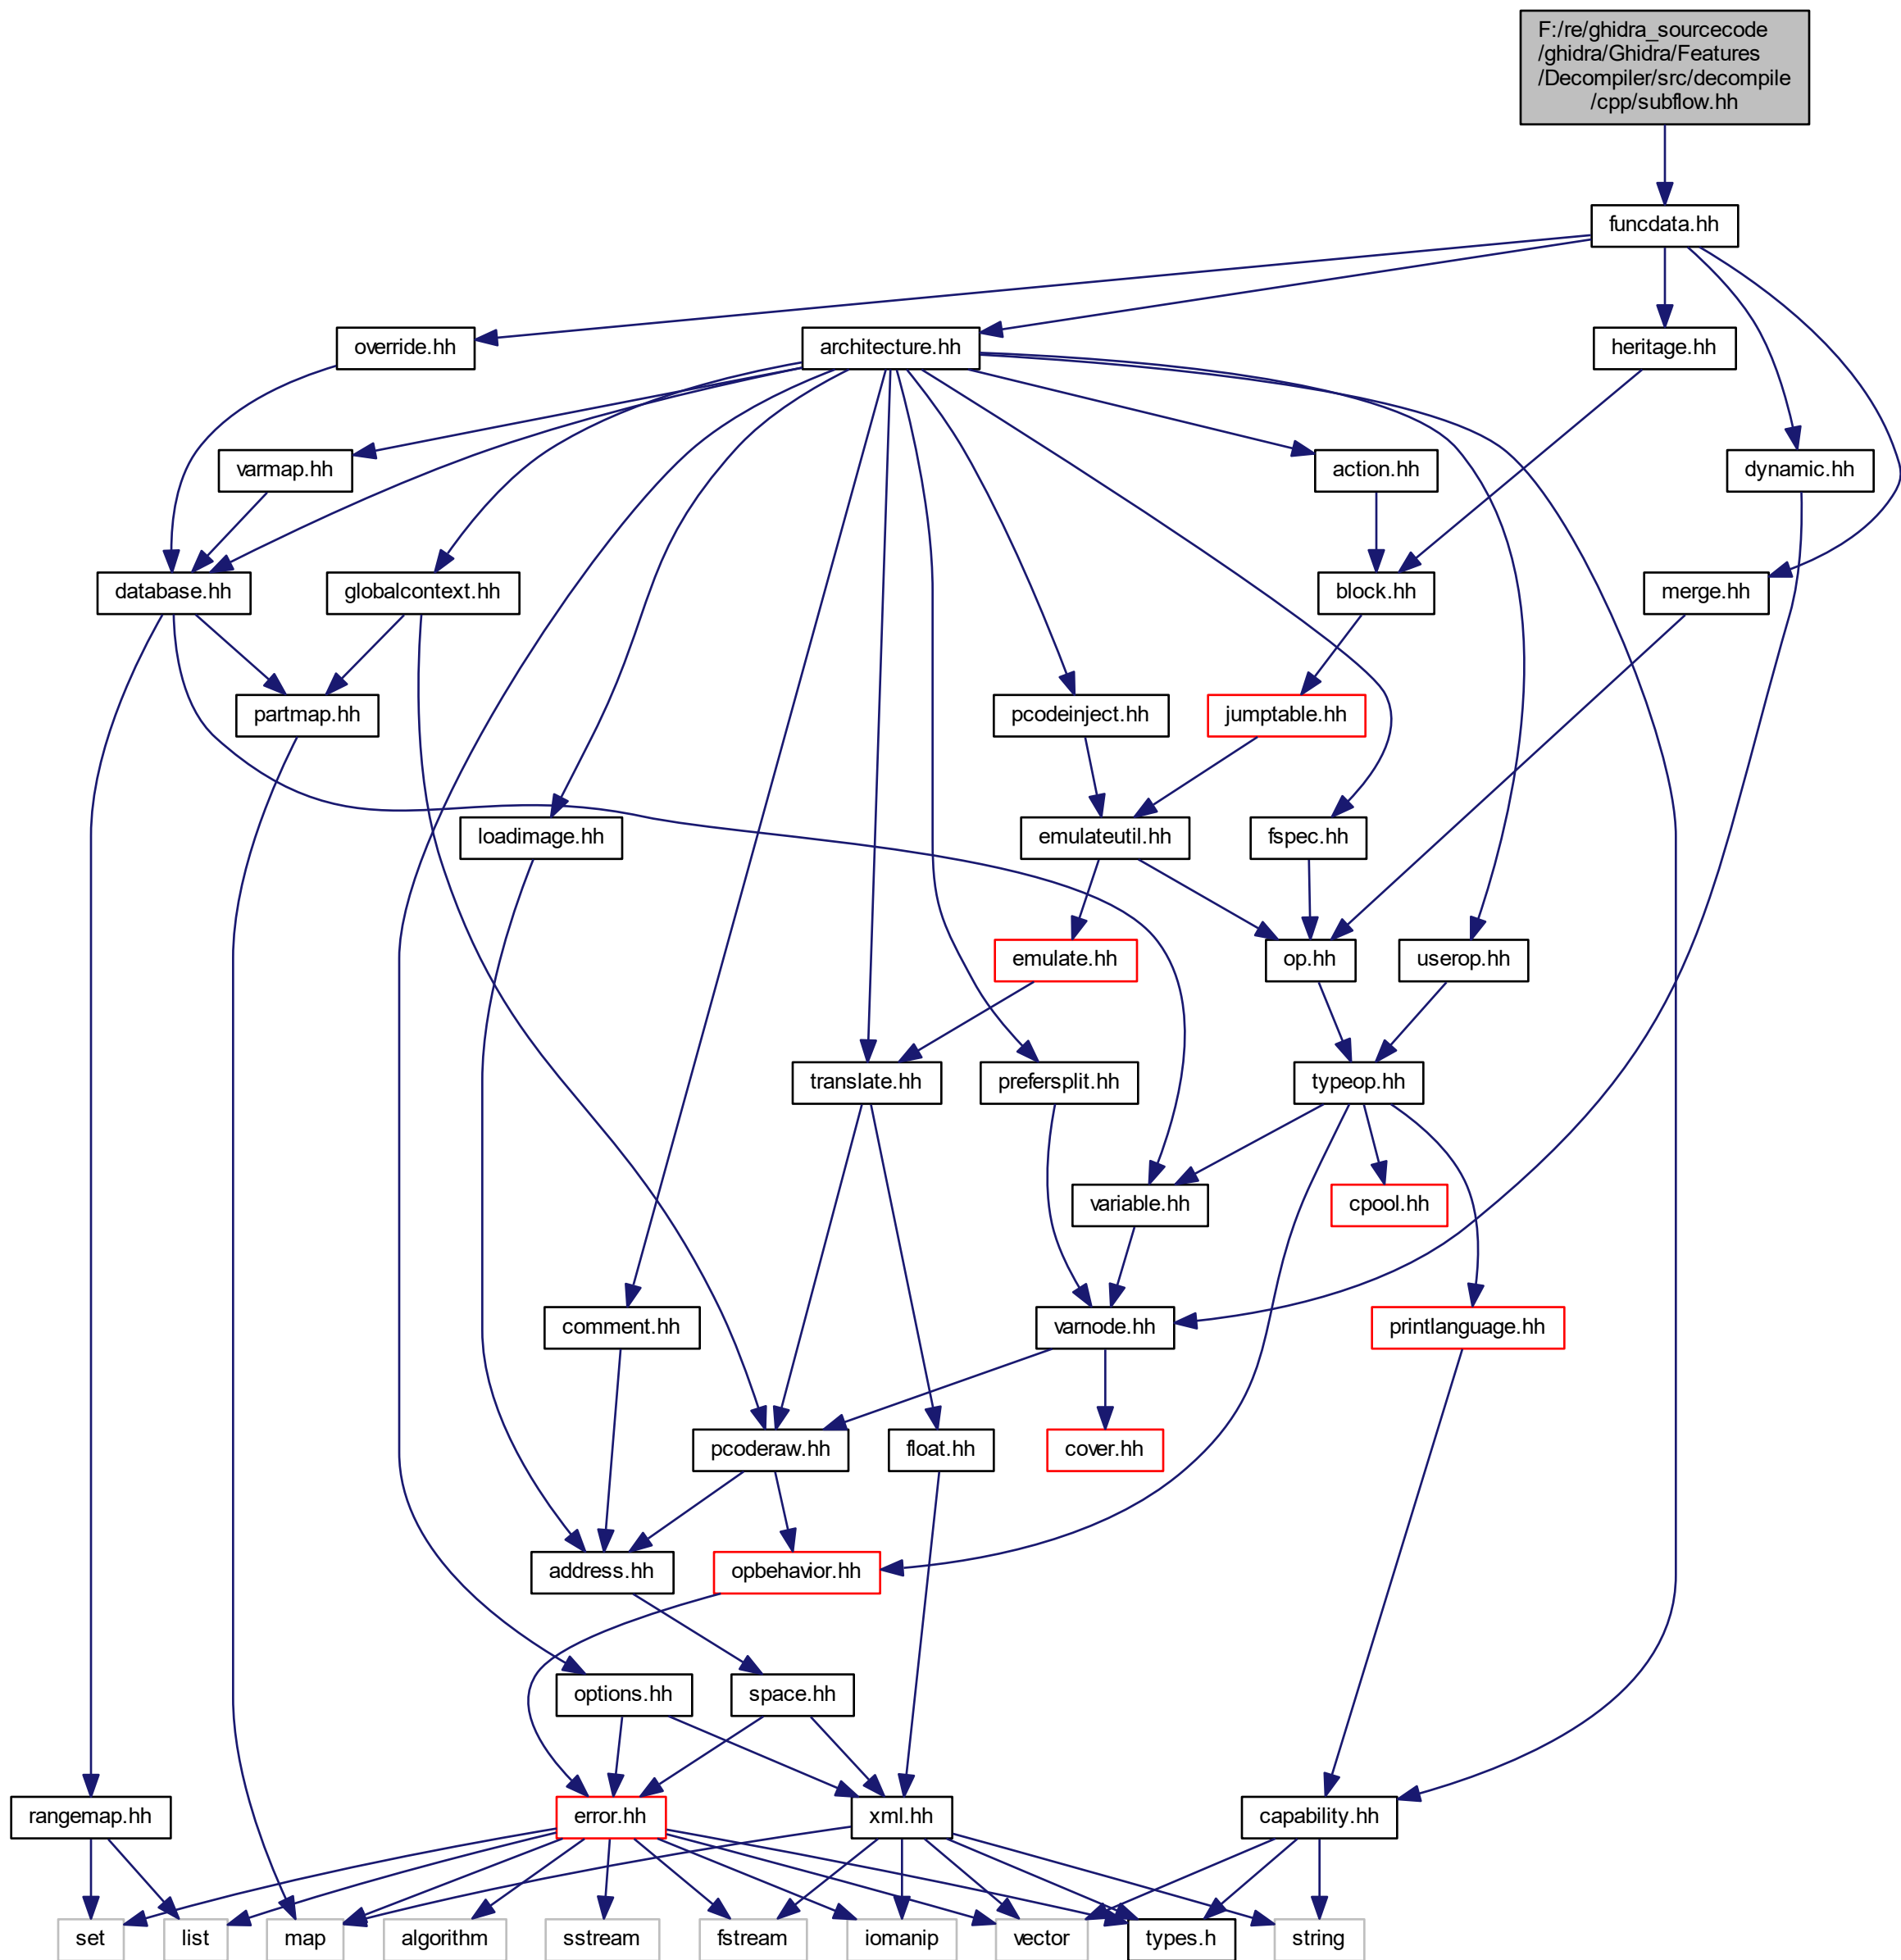 F:/re/ghidra_sourcecode
/ghidra/Ghidra/Features
/Decompiler/src/decompile
/cpp/subflow.hh
funcdata.hh
override.hh
architecture.hh
heritage.hh
varmap.hh
action.hh
dynamic.hh
database.hh
globalcontext.hh
block.hh
merge.hh
partmap.hh
pcodeinject.hh
jumptable.hh
loadimage.hh
emulateutil.hh
fspec.hh
emulate.hh
op.hh
userop.hh
translate.hh
prefersplit.hh
typeop.hh
variable.hh
cpool.hh
comment.hh
varnode.hh
printlanguage.hh
pcoderaw.hh
float.hh
cover.hh
address.hh
opbehavior.hh
options.hh
space.hh
rangemap.hh
error.hh
xml.hh
capability.hh
set
list
map
algorithm
sstream
fstream
iomanip
vector
types.h
string